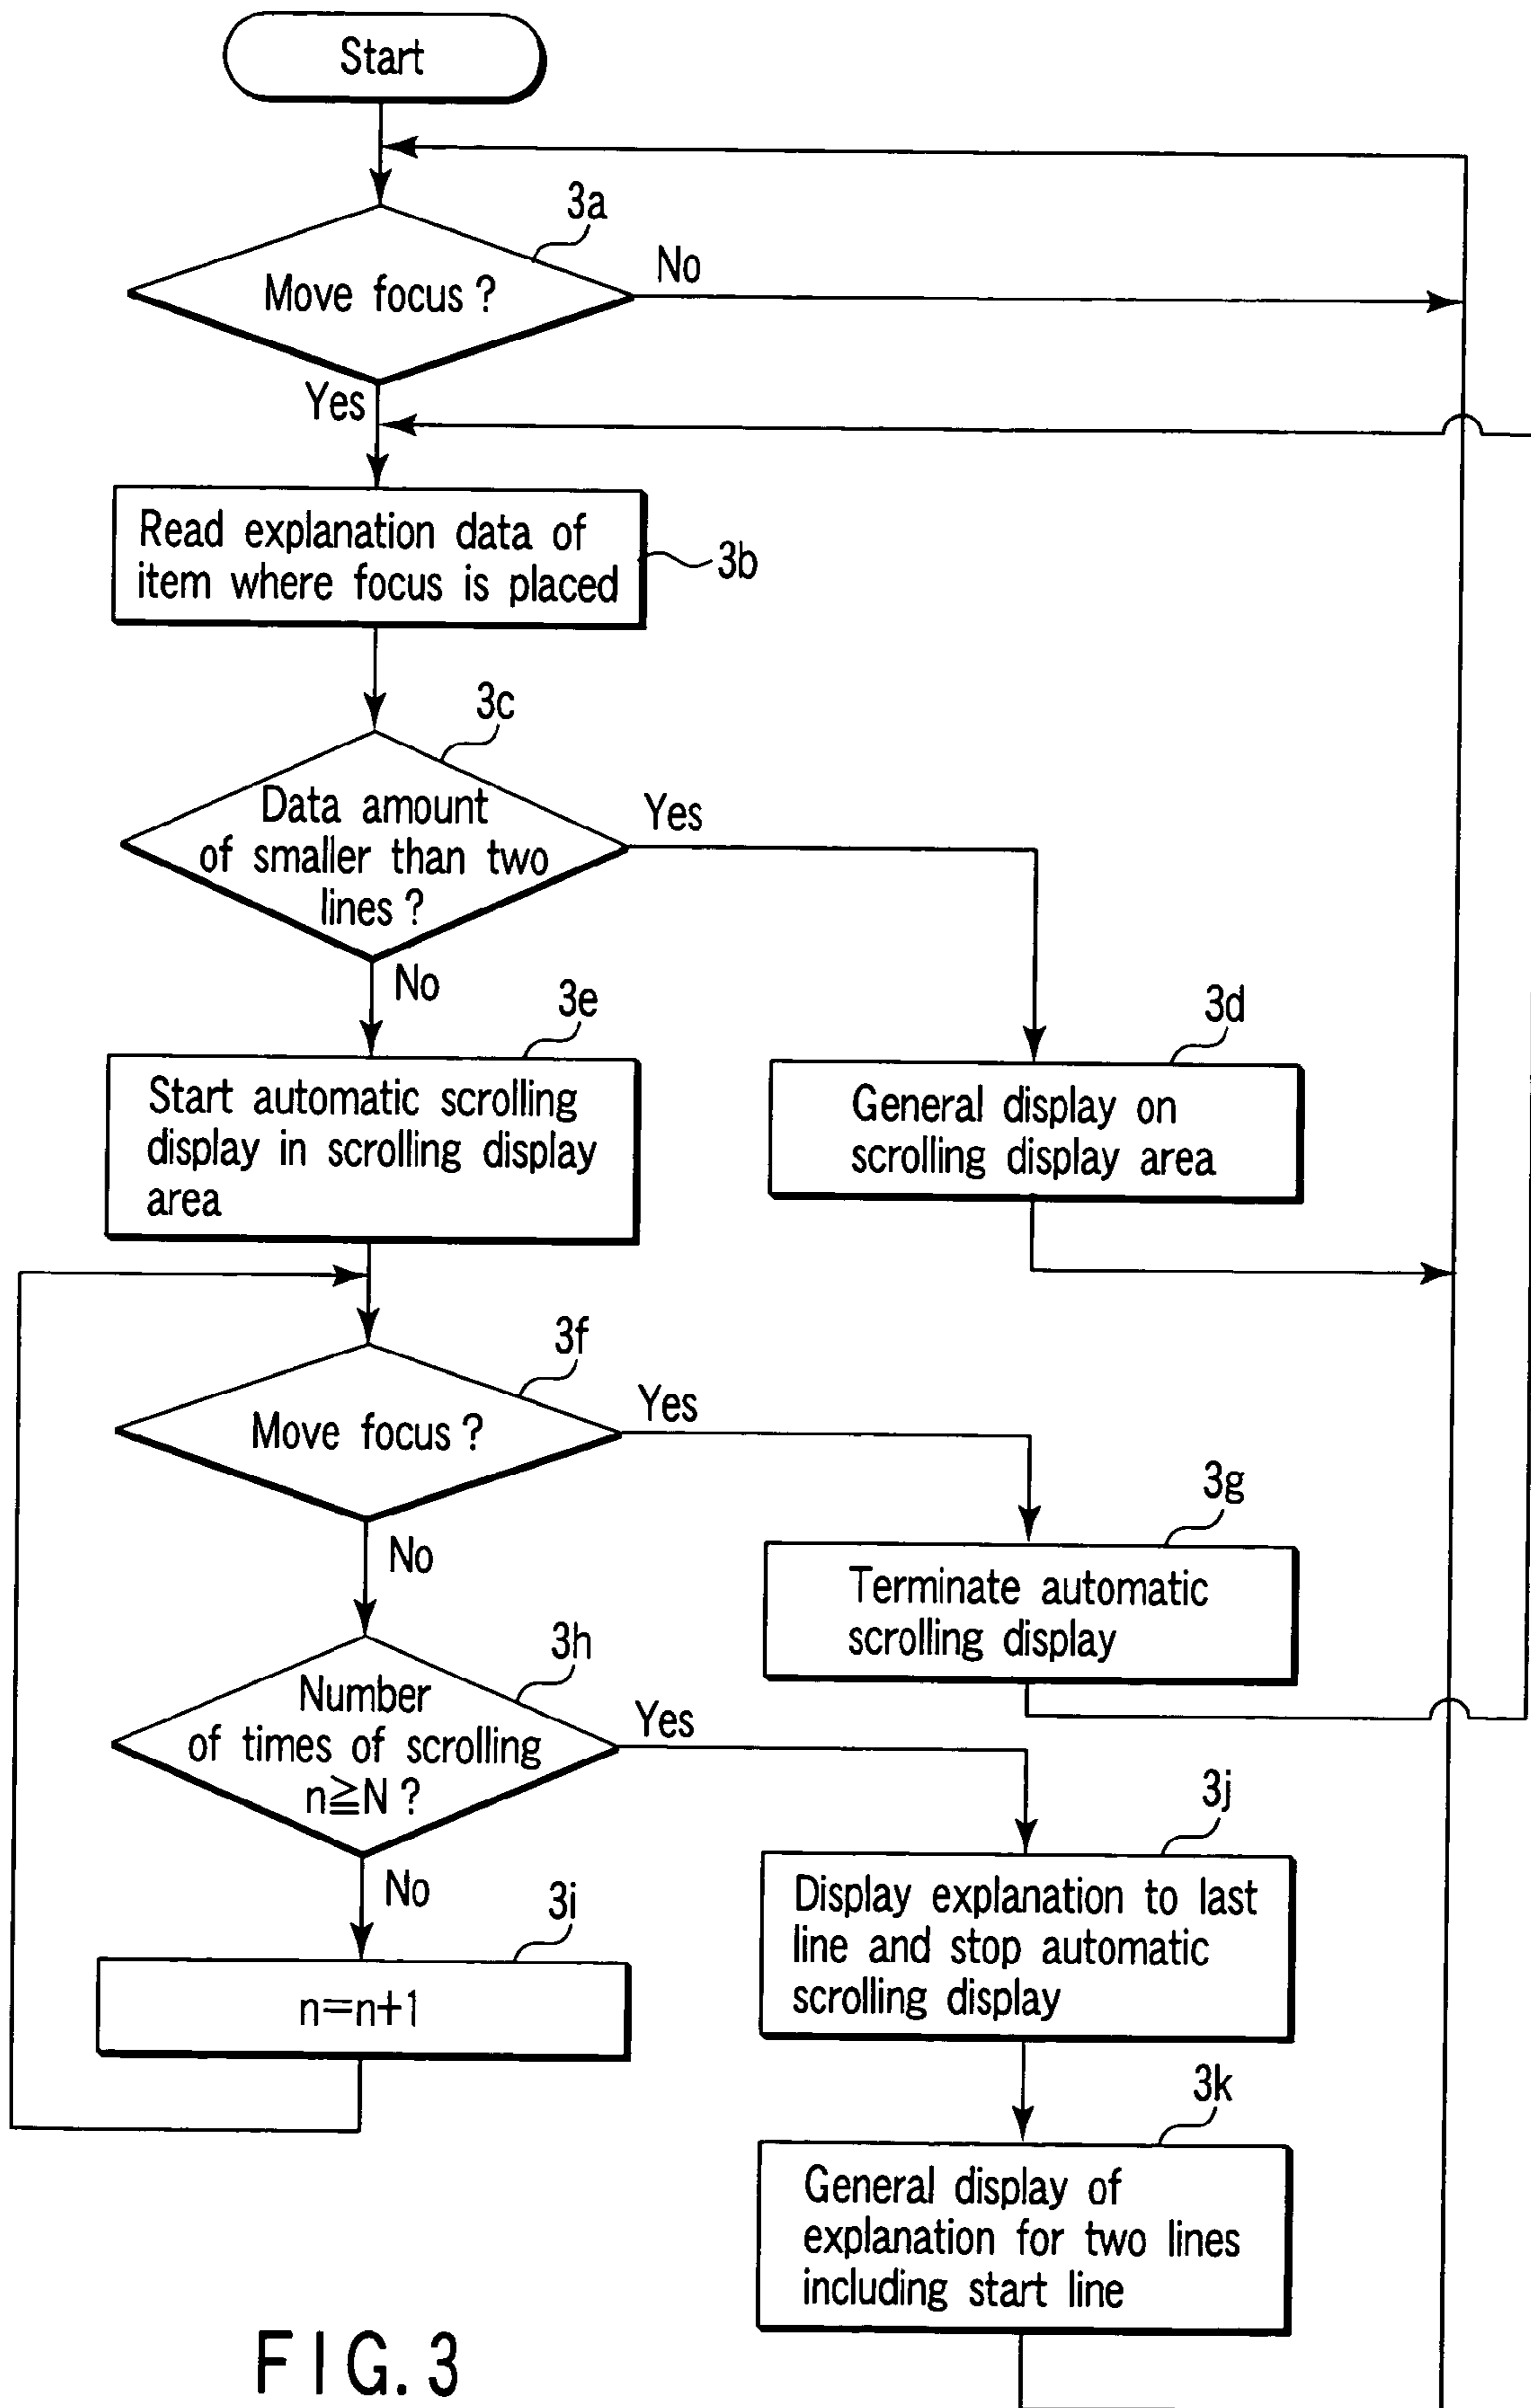 Start
3a
Move focus ?
No
Yes
Read explanation data of
item where focus is placed
3b
3c
Data amount
of smaller than two
lines ?
Yes
No
3e
Start automatic scrolling
display in scrolling display
area
3d
General display on
scrolling display area
3f
Move focus ?
Yes
No
3g
Terminate automatic
scrolling display
3h
Number
of times of scrolling
n≧N ?
Yes
No
3i
n=n+1
3j
Display explanation to last
line and stop automatic
scrolling display
3k
General display of
explanation for two lines
including start line
FIG. 3